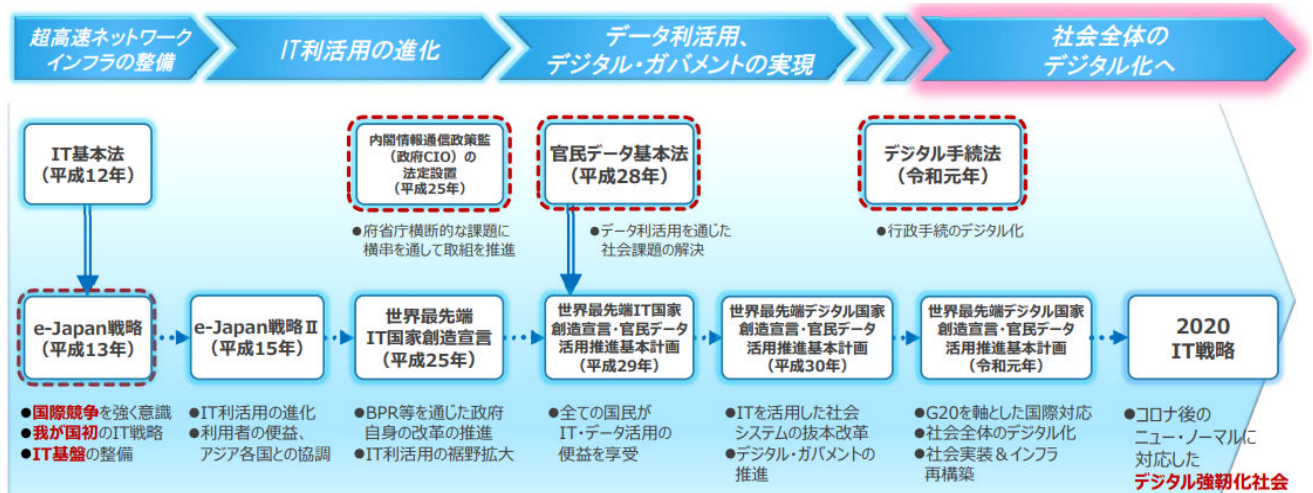 超高速ネットワーク
インフラの整備
IT利活用の進化
データ利活用、
デジタル・ガバメントの実現
社会全体の
デジタル化へ
IT基本法
(平成12年)
内閣情報通信政策監
(政府CIO)の
法定設置
(平成25年)
●府省庁横断的な課題に
横串を通して取組を推進
官民データ基本法
(平成28年)
●データ利活用を通じた
社会課題の解決
デジタル手続法
(令和元年)
●行政手続のデジタル化
e-Japan戦略
(平成13年)
●国際競争を強く意識
●我が国初のIT戦略
●IT基盤の整備
e-Japan戦略Ⅱ
(平成15年)
●IT利活用の進化
●利用者の便益、
アジア各国との協調
世界最先端
IT国家創造宣言
(平成25年)
●BPR等を通じた政府
自身の改革の推進
●IT利活用の裾野拡大
世界最先端IT国家
創造宣言・官民データ
活用推進基本計画
(平成29年)
●全ての国民が
IT・データ活用の
便益を享受
世界最先端デジタル国家
創造宣言・官民データ
活用推進基本計画
(平成30年)
●ITを活用した社会
システムの抜本改革
●デジタル・ガバメントの
推進
世界最先端デジタル国家
創造宣言・官民データ
活用推進基本計画
(令和元年)
●G20を軸とした国際対応
●社会全体のデジタル化
●社会実装&インフラ
再構築
2020
IT戦略
●コロナ後の
ニュー・ノーマルに
対応した
デジタル強靭化社会